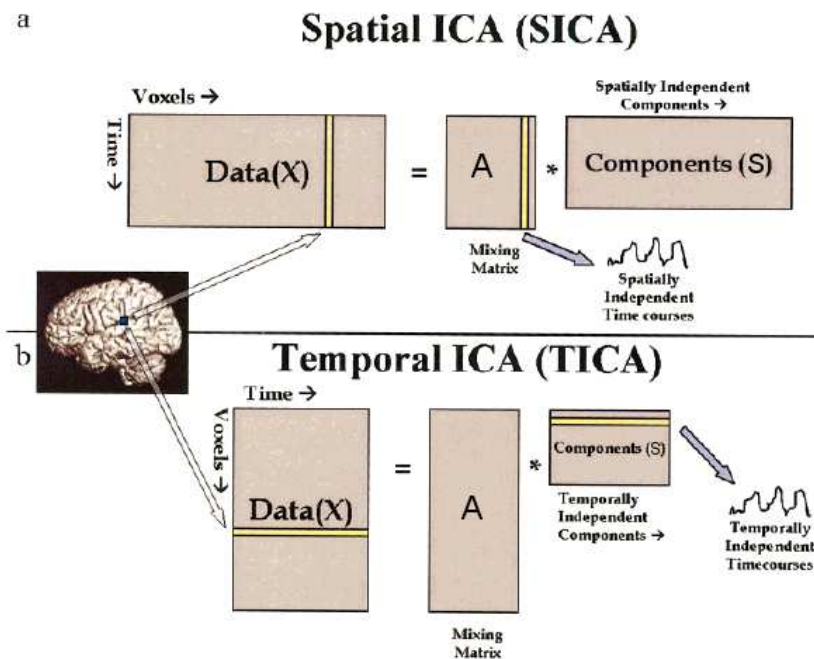 a
Spatial ICA (SICA)
Voxels →
Time →
Data(X)
=
A
*
Spatially Independent
Components →
Components (S)
Mixing
Matrix
Spatially
Independent
Time courses
b
Temporal ICA (TICA)
Time →
Voxels →
Data(X)
=
A
*
Components (S)
Temporally
Independent
Components →
Temporally
Independent
Timecourses
Mixing
Matrix